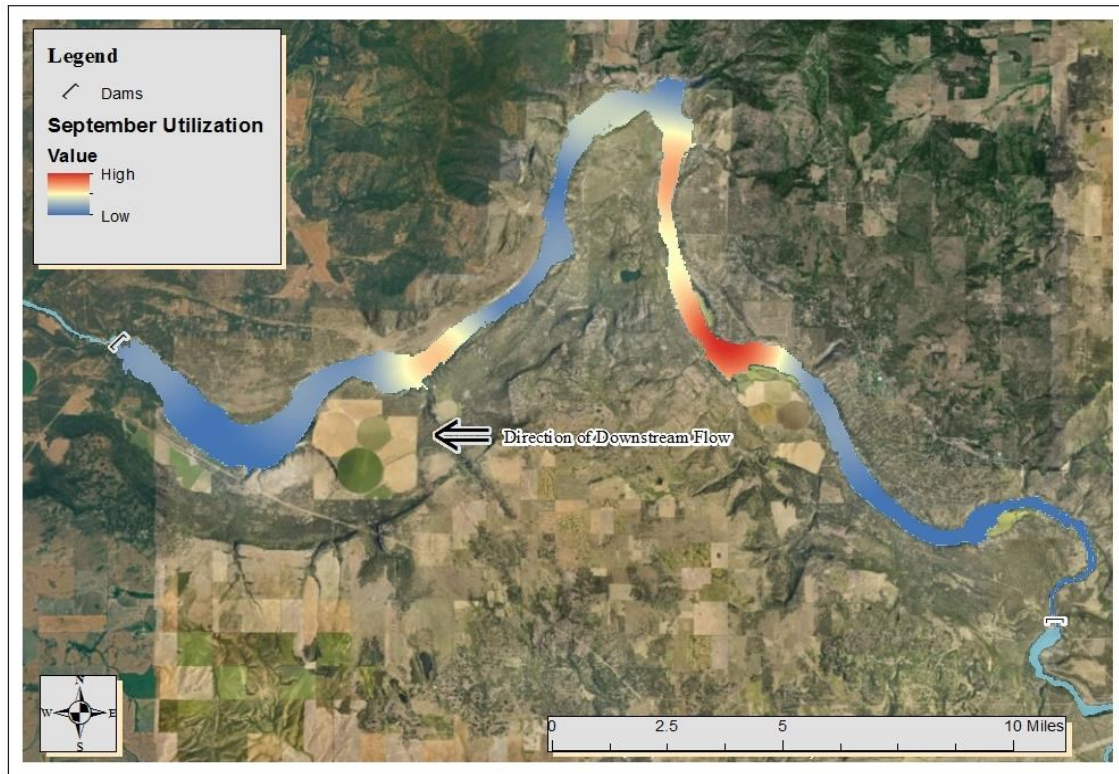 Legend
Dams
September Utilization
Value
High
Low
Direction of Downstream Flow
N
W E
S
0 2.5 5 10 Miles